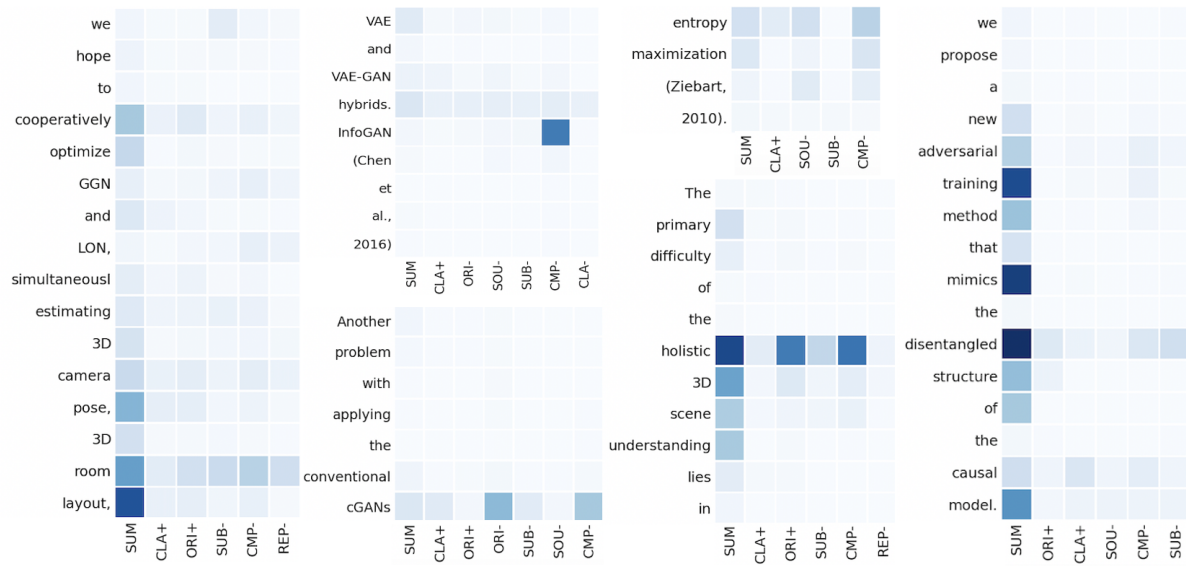 we
hope
to
cooperatively
optimize
GGN
and
LON,
simultaneousl
estimating
3D
camera
pose,
3D
room
layout,
SUM CLA+ ORI+ SUB- CMP- REP-
VAE
and
VAE-GAN
hybrids.
InfoGAN
(Chen
et
al.,
2016)
SUM CLA+ ORI- SOU- SUB- CMP- CLA-
Another
problem
with
applying
the
conventional
cGANs
SUM CLA+ ORI+ ORI- SUB- SOU- CMP-
entropy
maximization
(Ziebart,
2010).
SUM CLA+ SOU- SUB- CMP-
The
primary
difficulty
of
the
holistic
3D
scene
understanding
lies
in
SUM CLA+ ORI+ SUB- CMP- REP-
we
propose
a
new
adversarial
training
method
that
mimics
the
disentangled
structure
of
the
causal
model.
SUM ORI+ CLA+ SOU- CMP- SUB-